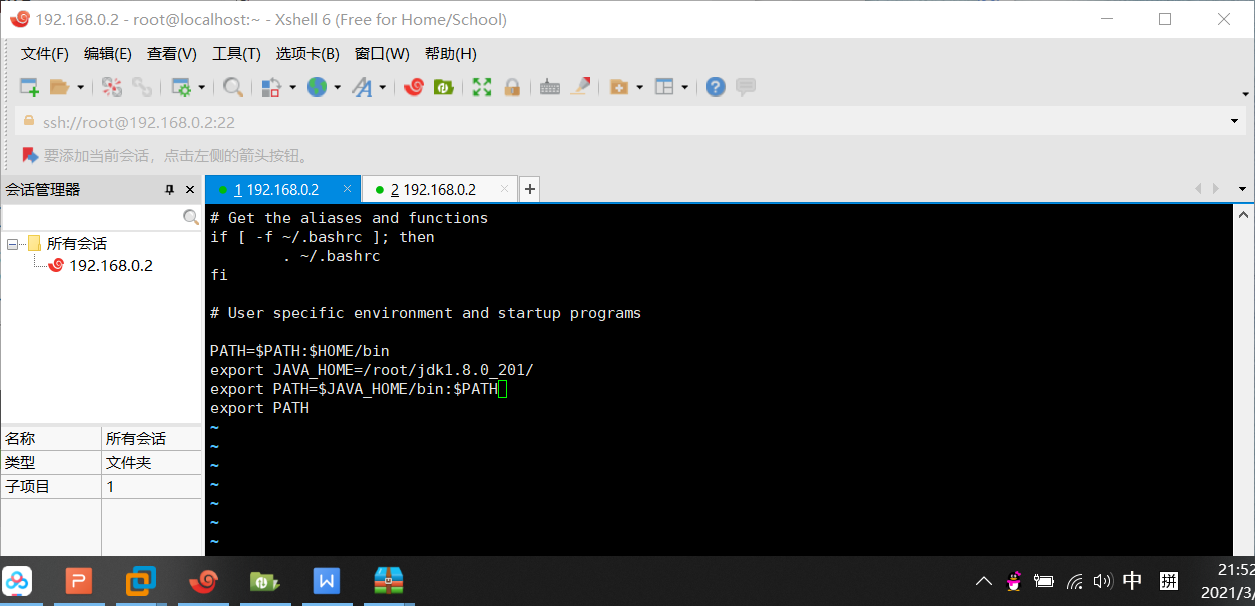 192.168.0.2 - root@localhost:~ - Xshell 6 (Free for Home/School)
文件(F) 编辑(E) 查看(V) 工具(T) 选项卡(B) 窗口(W) 帮助(H)
ssh://root@192.168.0.2:22
要添加当前会话，点击左侧的箭头按钮。
会话管理器
1 192.168.0.2
2 192.168.0.2
所有会话
192.168.0.2
名称 所有会话
类型 文件夹
子项目 1
# Get the aliases and functions
if [ -f ~/.bashrc ]; then
        . ~/.bashrc
fi
# User specific environment and startup programs
PATH=$PATH:$HOME/bin
export JAVA_HOME=/root/jdk1.8.0_201/
export PATH=$JAVA_HOME/bin:$PATH
export PATH
~
~
~
~
~
~
~
P
W
中
拼
21:52
2021/3/